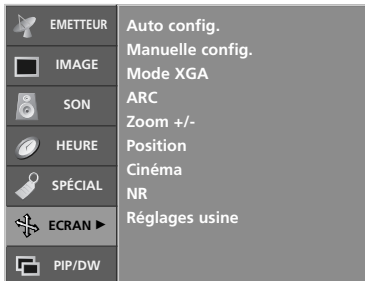 EMETTEUR
IMAGE
SON
HEURE
SPÉCIAL
ECRAN ►
PIP/DW
Auto config.
Manuelle config.
Mode XGA
ARC
Zoom +/-
Position
Cinéma
NR
Réglages usine